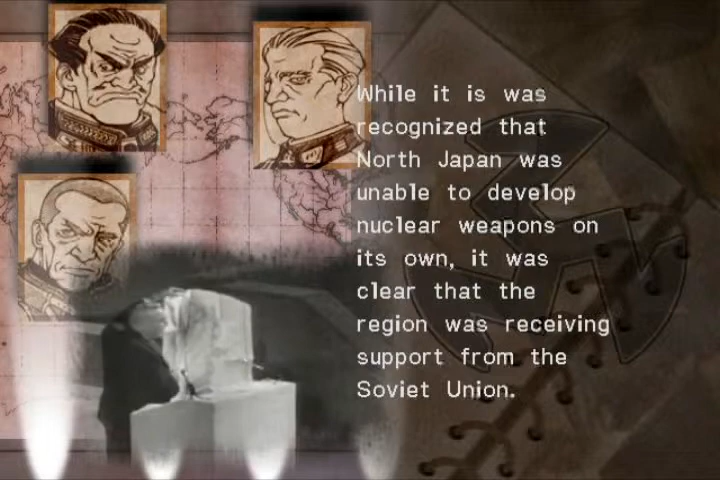 While it is was
recognized that
North Japan was
unable to develop
nuclear weapons on
its own, it was
clear that the
region was receiving
support from the
Soviet Union.